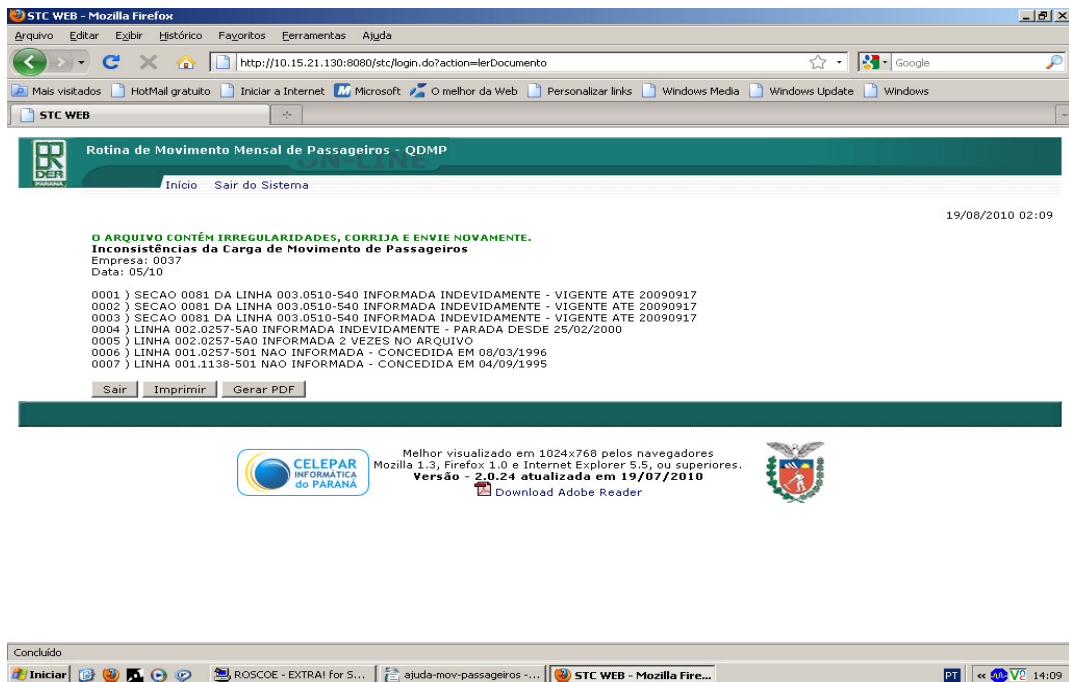 STC WEB - Mozilla Firefox
Arquivo Editar Exibir Histórico Favoritos Ferramentas Ajuda
http://10.15.21.130:8080/stc/login.do?action=lerDocumento
Google
Mais visitados HotMail gratuito Iniciar a Internet Microsoft O melhor da Web Personalizar links Windows Media Windows Update Windows
STC WEB
DER
PARANÁ
Rotina de Movimento Mensal de Passageiros - QDMP
ON-LINE
Início Sair do Sistema
19/08/2010 02:09
O ARQUIVO CONTÉM IRREGULARIDADES, CORRIJA E ENVIE NOVAMENTE.
Inconsistências da Carga de Movimento de Passageiros
Empresa: 0037
Data: 05/10
0001 ) SECAO 0081 DA LINHA 003.0510-540 INFORMADA INDEVIDAMENTE - VIGENTE ATE 20090917
0002 ) SECAO 0081 DA LINHA 003.0510-540 INFORMADA INDEVIDAMENTE - VIGENTE ATE 20090917
0003 ) SECAO 0081 DA LINHA 003.0510-540 INFORMADA INDEVIDAMENTE - VIGENTE ATE 20090917
0004 ) LINHA 002.0257-5A0 INFORMADA INDEVIDAMENTE - PARADA DESDE 25/02/2000
0005 ) LINHA 002.0257-5A0 INFORMADA 2 VEZES NO ARQUIVO
0006 ) LINHA 001.0257-501 NAO INFORMADA - CONCEDIDA EM 08/03/1996
0007 ) LINHA 001.1138-501 NAO INFORMADA - CONCEDIDA EM 04/09/1995
Sair Imprimir Gerar PDF
CELEPAR
INFORMÁTICA
do PARANÁ
Melhor visualizado em 1024x768 pelos navegadores
Mozilla 1.3, Firefox 1.0 e Internet Explorer 5.5, ou superiores.
Versão - 2.0.24 atualizada em 19/07/2010
Download Adobe Reader
Concluído
Iniciar ROSCOE - EXTRA! for S... ajuda-mov-passageiros -... STC WEB - Mozilla Fire... PT 14:09